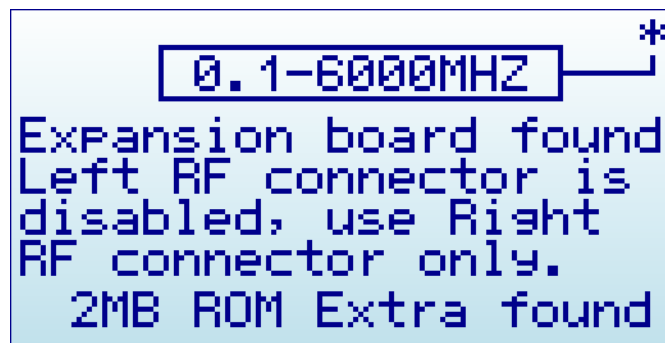 *
0.1-6000MHZ
Expansion board found
Left RF connector is
disabled, use Right
RF connector only.
2MB ROM Extra found